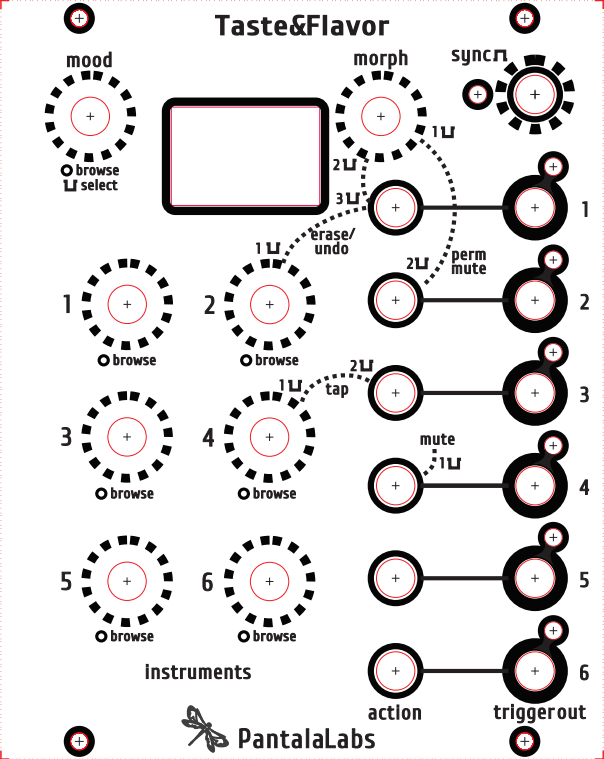 Taste&Flavor
mood
morph
sync
browse
select
1
2
3
1
erase/
undo
1
2
perm
mute
1
2
1
2
browse
browse
2
1
tap
3
3
4
mute
1
browse
browse
4
5
6
5
browse
browse
instruments
6
action
trigger out
PantalaLabs